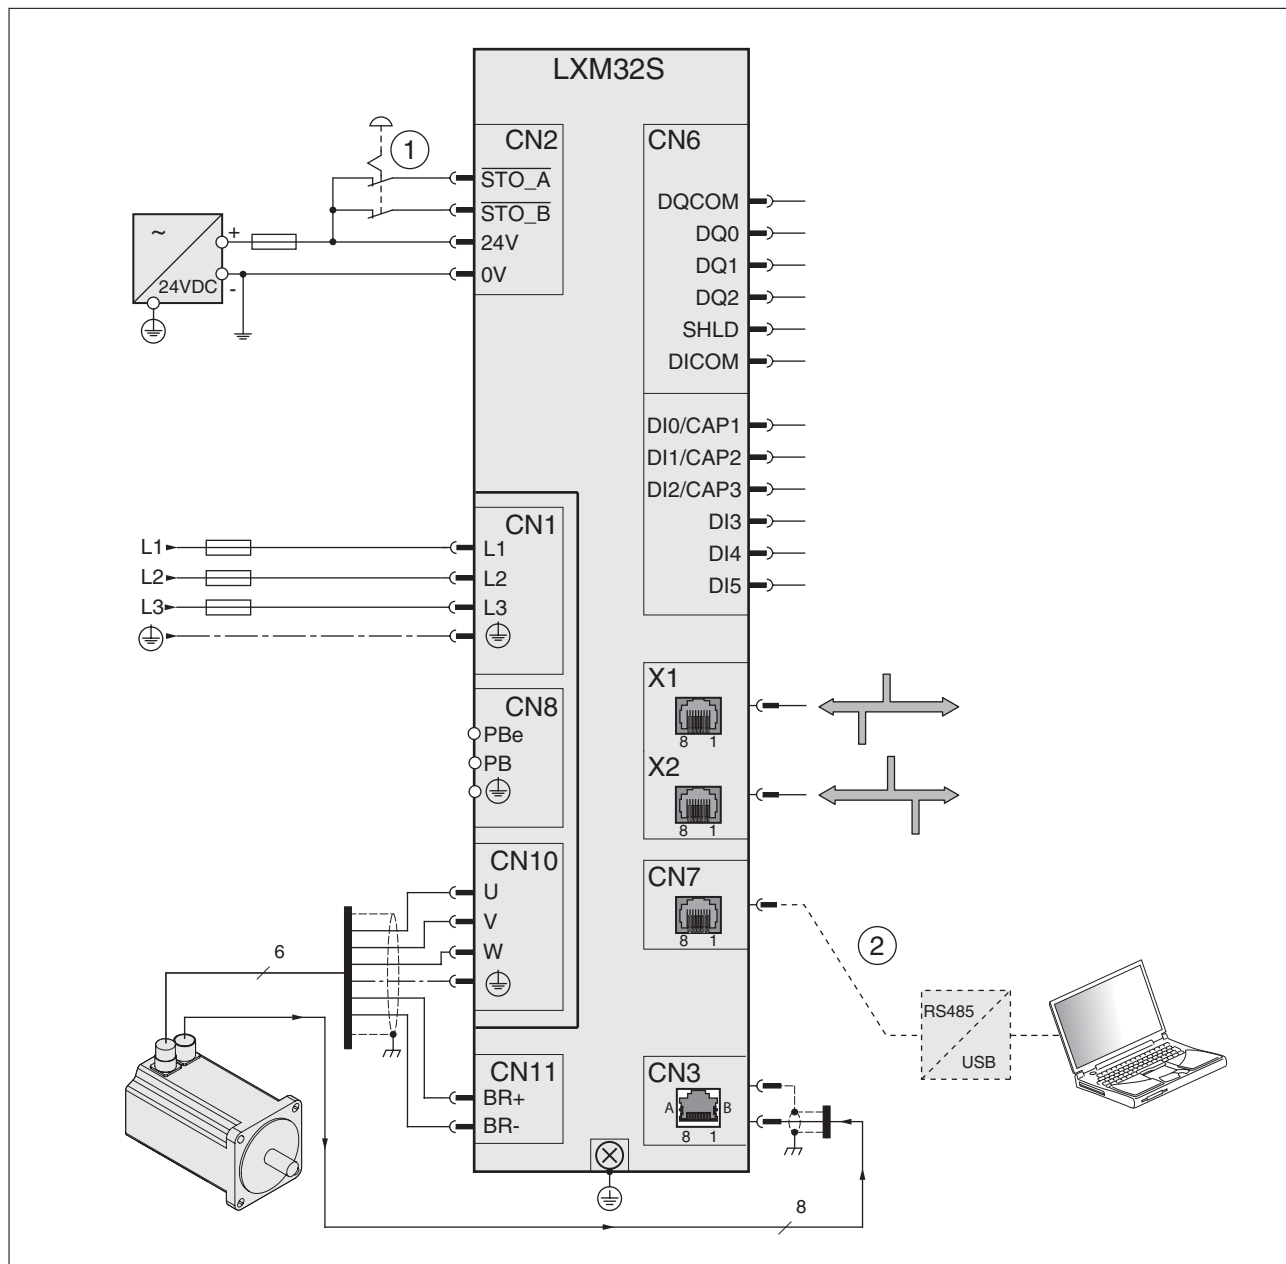 LXM32S
CN2
1
STO_A
STO_B
24V
0V
~
+
24VDC
-
CN6
DQCOM
DQ0
DQ1
DQ2
SHLD
DICOM
DI0/CAP1
DI1/CAP2
DI2/CAP3
DI3
DI4
DI5
CN1
L1 L1
L2 L2
L3 L3
CN8
PBe
PB
X1
8 1
X2
8 1
CN10
U
V
W
6
CN7
8 1
2
RS485
USB
CN11
BR+
BR-
CN3
A B
8 1
8